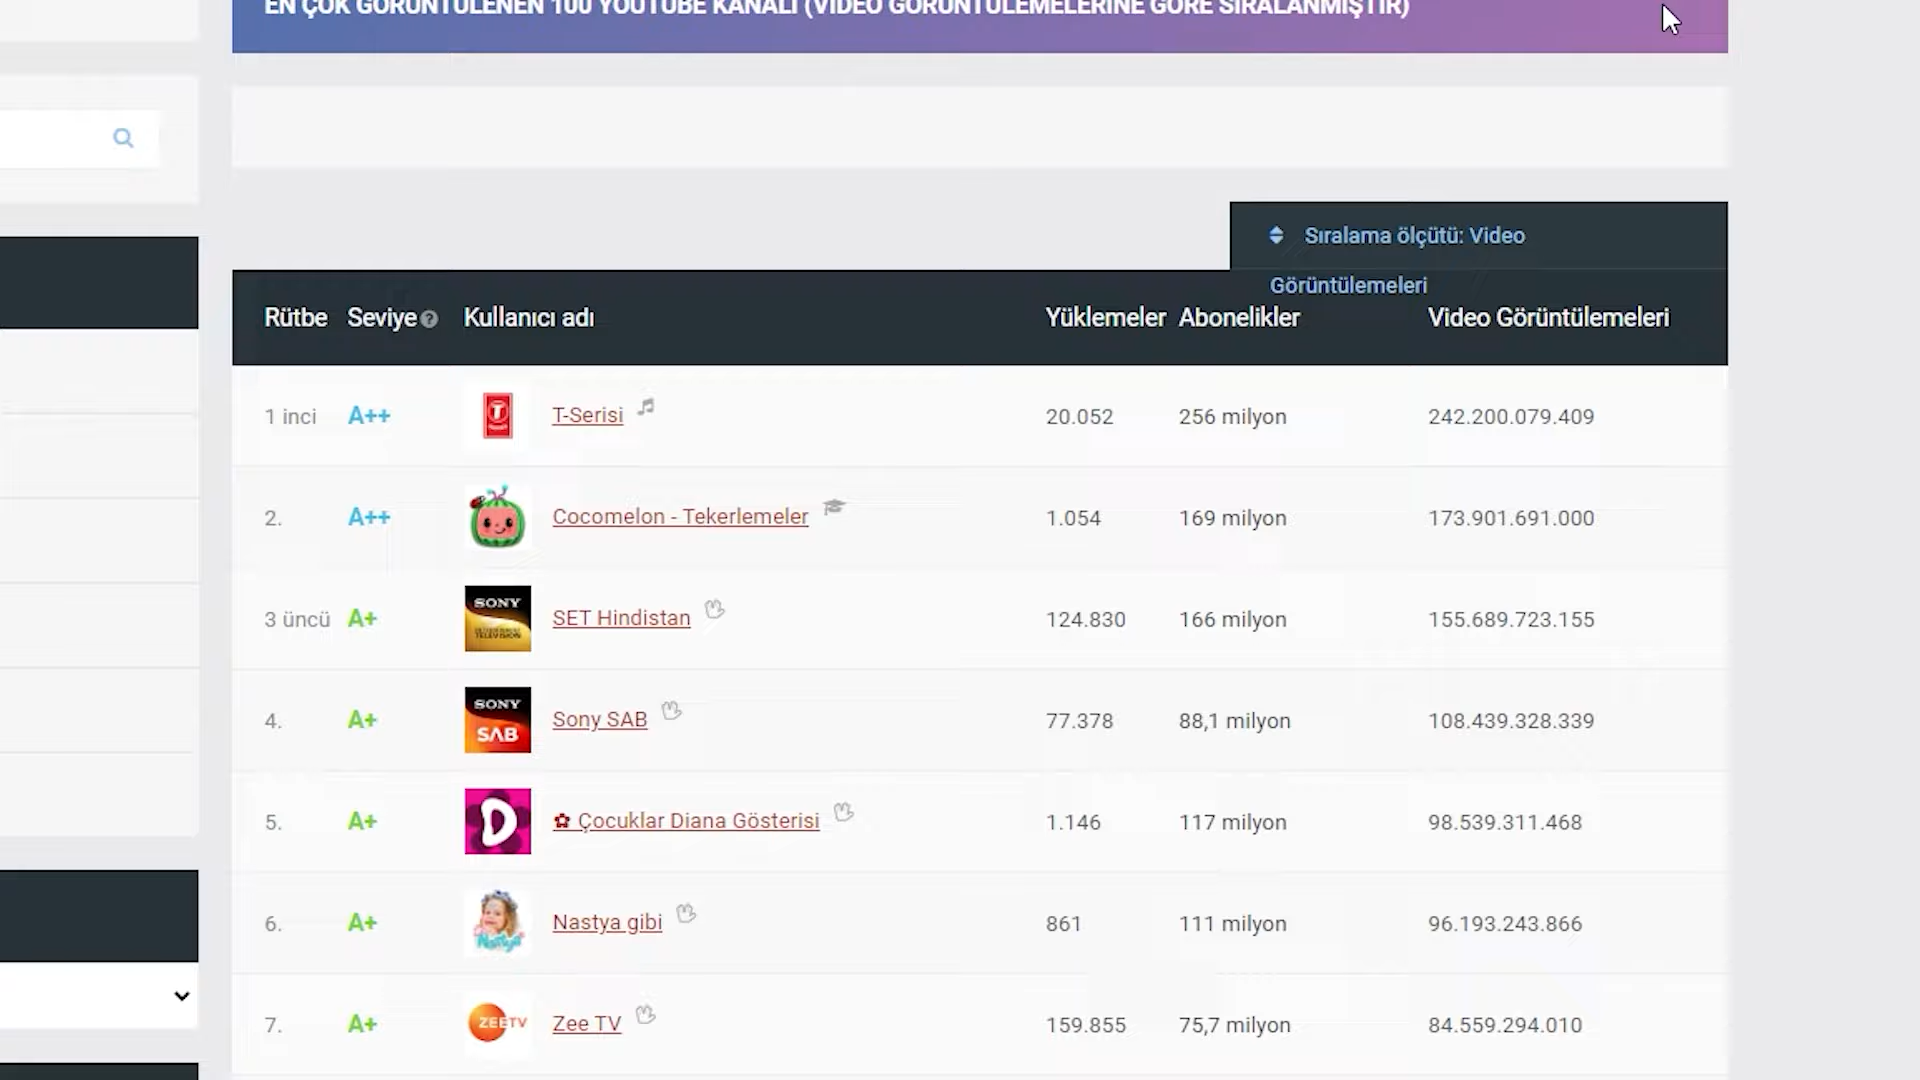 EN ÇOK GÖRÜNTÜLENEN 100 YOUTUBE KANALI (VİDEO GÖRÜNTÜLEMELERİNE GÖRE SIRALANMIŞTIR)
Sıralama ölçütü: Video
Görüntülemeleri
Rütbe Seviye Kullanıcı adı Yüklemeler Abonelikler Video Görüntülemeleri
1 inci A++ T-Serisi 20.052 256 milyon 242.200.079.409
2. A++ Cocomelon - Tekerlemeler 1.054 169 milyon 173.901.691.000
3 üncü A+ SONY SET Hindistan 124.830 166 milyon 155.689.723.155
4. A+ SONY SAB Sony SAB 77.378 88,1 milyon 108.439.328.339
5. A+ D ✿ Çocuklar Diana Gösterisi 1.146 117 milyon 98.539.311.468
6. A+ Nastya Nastya gibi 861 111 milyon 96.193.243.866
7. A+ ZEE TV Zee TV 159.855 75,7 milyon 84.559.294.010